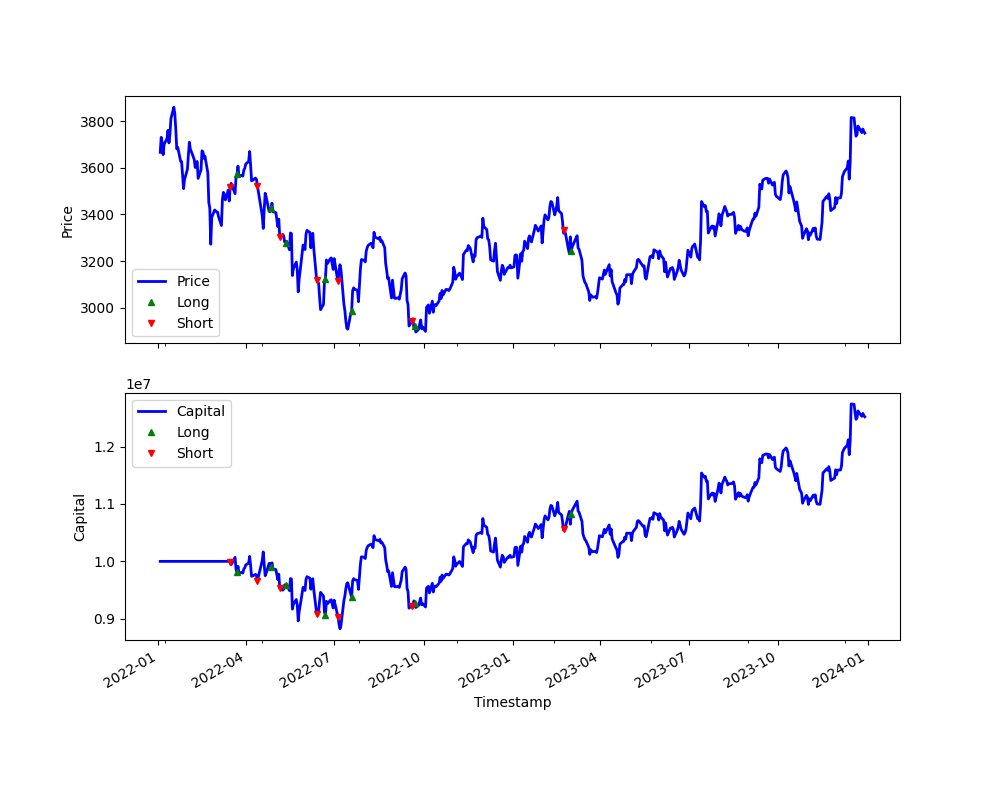 3800
3600
3400
3200
3000
Price
Price
Long
Short
1e7
1.2
1.1
1.0
0.9
Capital
Capital
Long
Short
2022-01
2022-04
2022-07
2022-10
2023-01
2023-04
2023-07
2023-10
2024-01
Timestamp